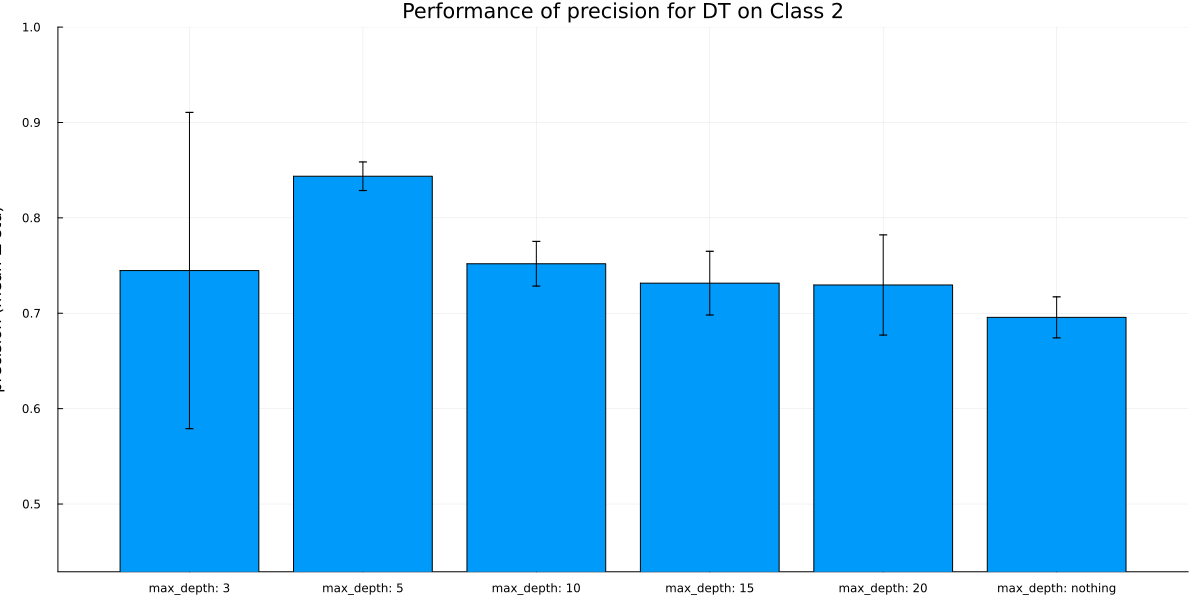 Performance of precision for DT on Class 2
1.0
0.9
0.8
0.7
0.6
0.5
max_depth: 3
max_depth: 5
max_depth: 10
max_depth: 15
max_depth: 20
max_depth: nothing